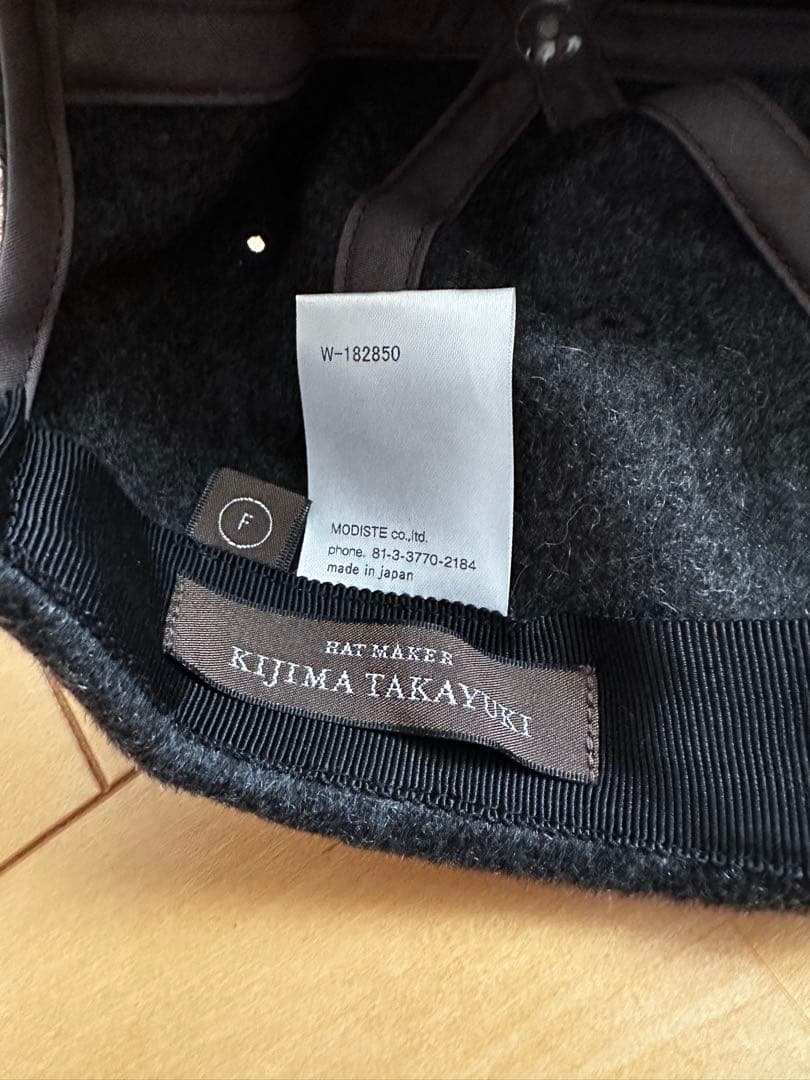 W-182850
F
MODISTE co.,ltd.
phone. 81-3-3770-2184
made in japan
HAT MAKER
KIJIMA TAKAYUKI